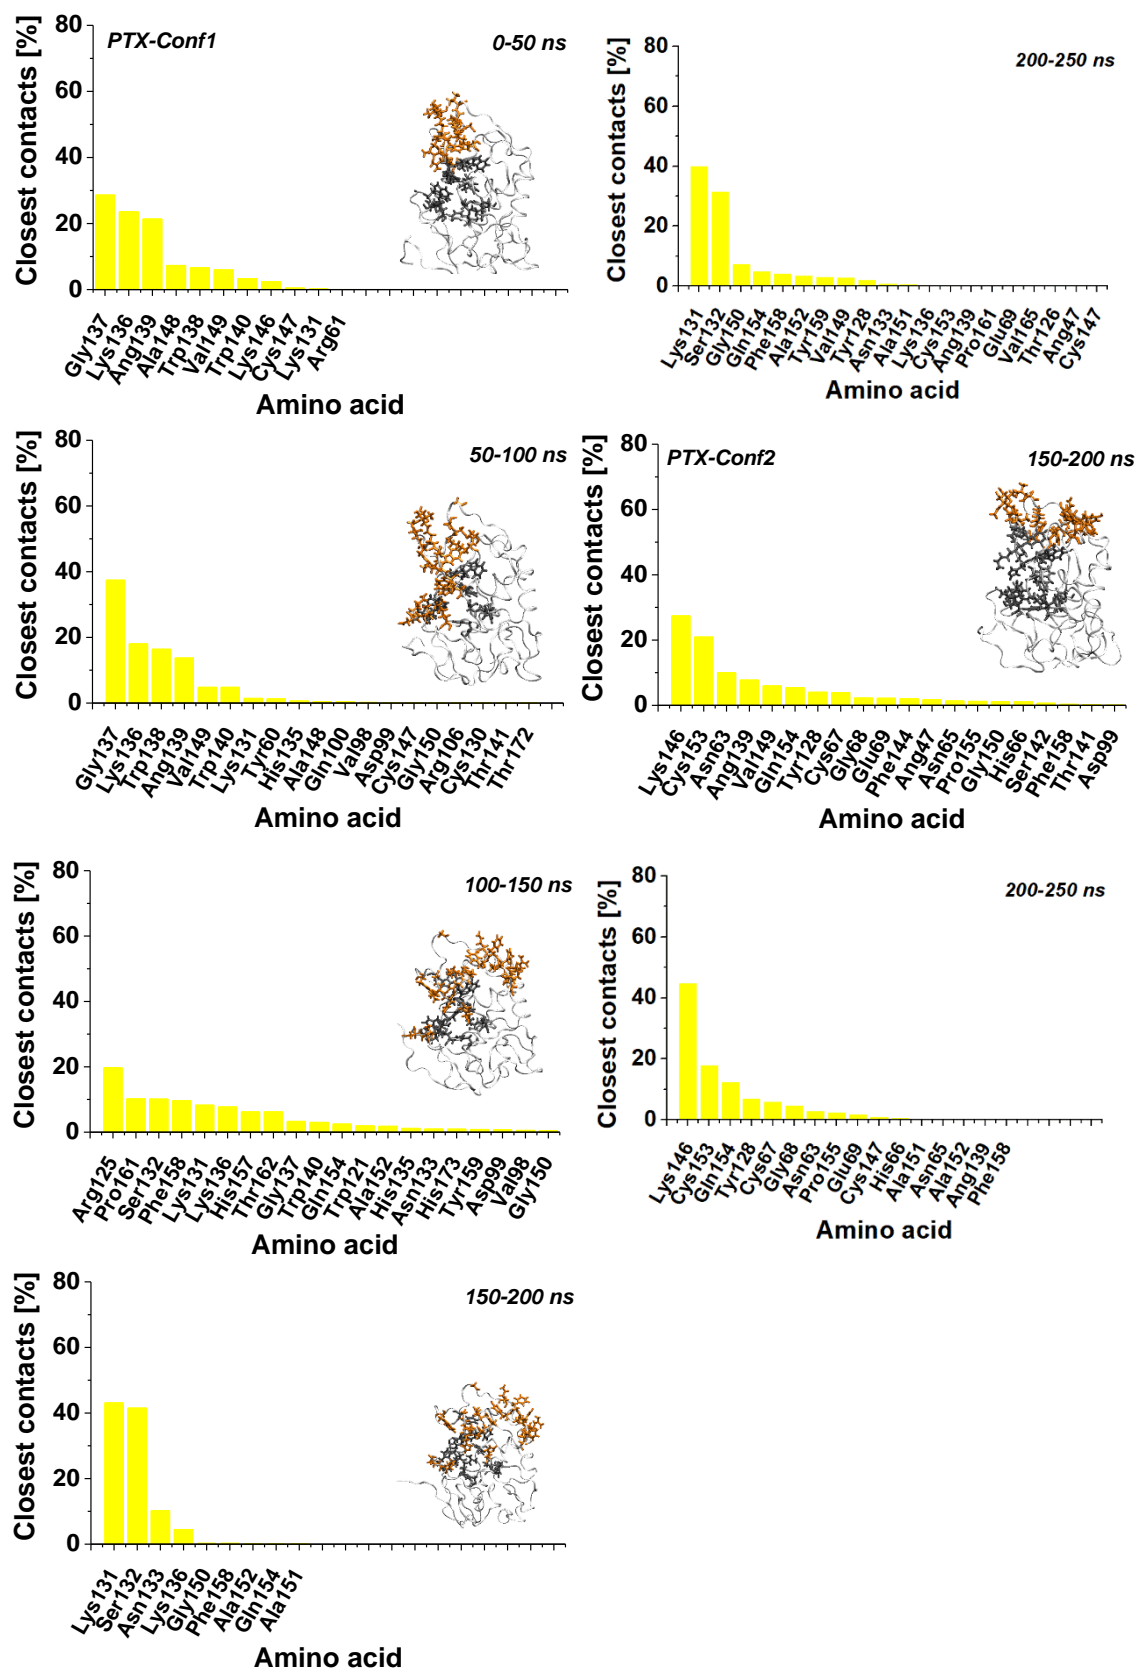 PTX-Conf1
0-50 ns
Closest contacts [%]
80
60
40
20
0
Gly137
Lys136
Arg139
Ala148
Trp138
Val149
Trp140
Lys146
Cys147
Lys131
Arg61
Amino acid
200-250 ns
Closest contacts [%]
80
60
40
20
0
Lys131
Ser132
Gly150
Gln154
Phe158
Ala152
Tyr159
Val149
Tyr128
Asn133
Ala151
Lys136
Cys153
Arg139
Pro161
Glu69
Val165
Thr126
Arg47
Cys147
Amino acid
50-100 ns
Closest contacts [%]
80
60
40
20
0
Gly137
Lys136
Trp138
Arg139
Val149
Trp140
Lys131
Tyr60
His135
Ala148
Gln100
Val98
Asp99
Cys147
Gly150
Arg106
Cys130
Thr141
Thr172
Amino acid
PTX-Conf2
150-200 ns
Closest contacts [%]
80
60
40
20
0
Lys146
Cys153
Asn63
Arg139
Val149
Gln154
Tyr128
Cys67
Gly68
Glu69
Phe144
Arg47
Asn65
Pro155
Gly150
His66
Ser142
Phe158
Thr141
Asp99
Amino acid
100-150 ns
Closest contacts [%]
80
60
40
20
0
Arg125
Pro161
Ser132
Phe158
Lys131
Lys136
His157
Thr162
Gly137
Trp140
Gln154
Trp121
Ala152
His135
Asn133
His173
Tyr159
Asp99
Val98
Gly150
Amino acid
200-250 ns
Closest contacts [%]
80
60
40
20
0
Lys146
Cys153
Gln154
Tyr128
Cys67
Gly68
Asn63
Pro155
Glu69
Cys147
His66
Ala151
Asn65
Ala152
Arg139
Phe158
Amino acid
150-200 ns
Closest contacts [%]
80
60
40
20
0
Lys131
Ser132
Asn133
Lys136
Gly150
Phe158
Ala152
Gln154
Ala151
Amino acid